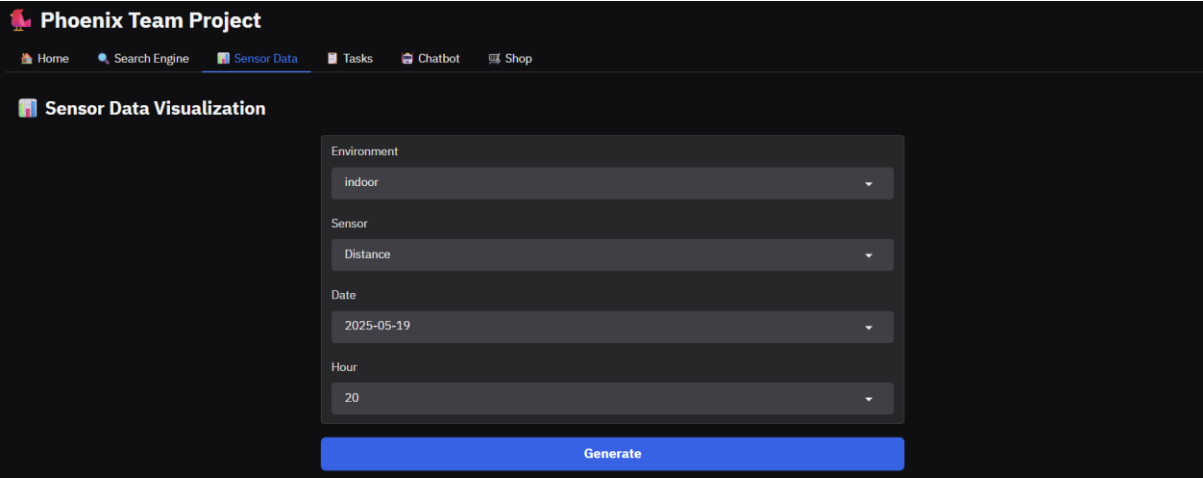 Phoenix Team Project
Home Search Engine Sensor Data Tasks Chatbot Shop
Sensor Data Visualization
Environment
indoor
Sensor
Distance
Date
2025-05-19
Hour
20
Generate